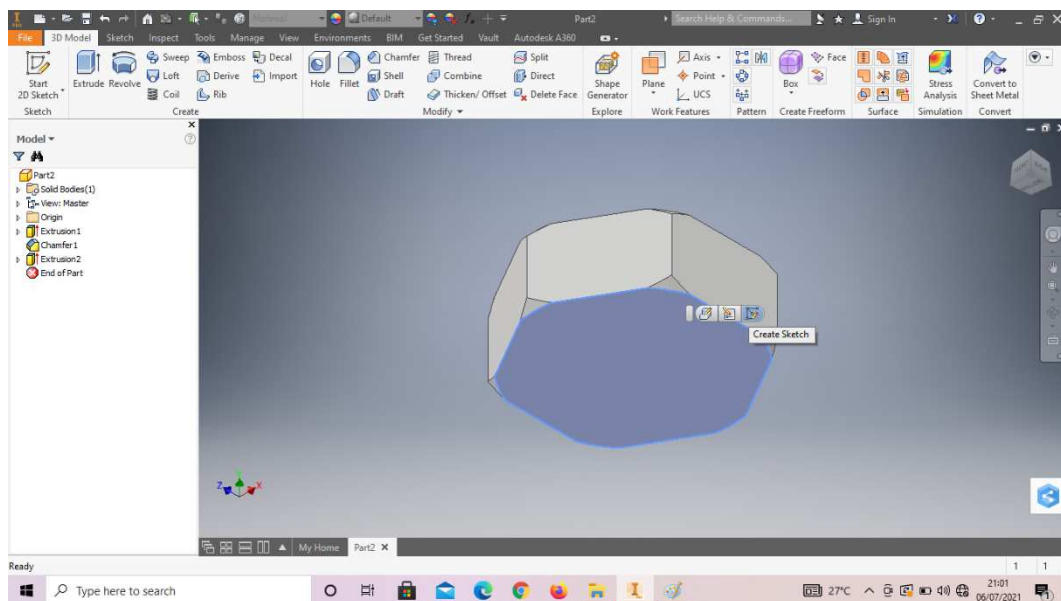 Material Default Part2 Search Help & Commands... Sign In
File 3D Model Sketch Inspect Tools Manage View Environments BIM Get Started Vault Autodesk A360
Start
2D Sketch
Extrude Revolve
Sweep Emboss Decal
Loft Derive Import
Coil Rib
Hole Fillet
Chamfer Thread Split
Shell Combine Direct
Draft Thicken/ Offset Delete Face
Shape
Generator
Plane
Axis
Point
UCS
Box
Face
Stress
Analysis
Convert to
Sheet Metal
Sketch Create Modify Explore Work Features Pattern Create Freeform Surface Simulation Convert
Model
Part2
Solid Bodies(1)
View: Master
Origin
Extrusion1
Chamfer1
Extrusion2
End of Part
Create Sketch
Z Y X
My Home Part2
Ready 1 1
Type here to search 27°C 21:01
06/07/2021